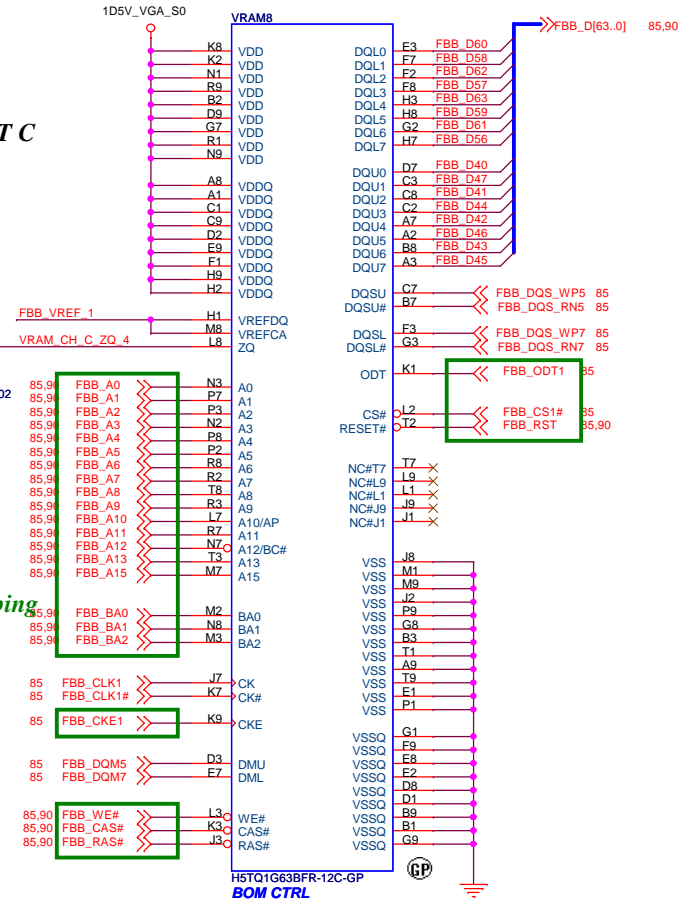 1D5V_VGA_S0
VRAM8
FBB_D[63..0] 85,90
K8 VDD DQL0 E3 FBB_D60
K2 VDD DQL1 F7 FBB_D58
N1 VDD DQL2 F2 FBB_D62
R9 VDD DQL3 F8 FBB_D57
B2 VDD DQL4 H3 FBB_D63
D9 VDD DQL5 H8 FBB_D59
G7 VDD DQL6 G2 FBB_D61
R1 VDD DQL7 H7 FBB_D56
N9 VDD
T C
DQU0 D7 FBB_D40
A8 VDDQ DQU1 C3 FBB_D47
A1 VDDQ DQU2 C8 FBB_D41
C1 VDDQ DQU3 C2 FBB_D44
C9 VDDQ DQU4 A7 FBB_D42
D2 VDDQ DQU5 A2 FBB_D46
E9 VDDQ DQU6 B8 FBB_D43
F1 VDDQ DQU7 A3 FBB_D45
H9 VDDQ
H2 VDDQ DQSU C7 FBB_DQS_WP5 85
DQSU# B7 FBB_DQS_RN5 85
FBB_VREF_1 H1 VREFDQ
M8 VREFCA DQSL F3 FBB_DQS_WP7 85
VRAM_CH_C_ZQ_4 L8 ZQ DQSL# G3 FBB_DQS_RN7 85
ODT K1 FBB_ODT1 85
02
85,90 FBB_A0 N3 A0
85,90 FBB_A1 P7 A1
85,90 FBB_A2 P3 A2 CS# L2 FBB_CS1# 85
85,90 FBB_A3 N2 A3 RESET# T2 FBB_RST 85,90
85,90 FBB_A4 P8 A4
85,90 FBB_A5 P2 A5
85,90 FBB_A6 R8 A6 NC#T7 T7
85,90 FBB_A7 R2 A7 NC#L9 L9
85,90 FBB_A8 T8 A8 NC#L1 L1
85,90 FBB_A9 R3 A9 NC#J9 J9
85,90 FBB_A10 L7 A10/AP NC#J1 J1
85,90 FBB_A11 R7 A11
85,90 FBB_A12 N7 A12/BC#
85,90 FBB_A13 T3 A13 VSS J8
85,90 FBB_A15 M7 A15 VSS M1
VSS M9
ping
VSS J2
85,90 FBB_BA0 M2 BA0 VSS P9
85,90 FBB_BA1 N8 BA1 VSS G8
85,90 FBB_BA2 M3 BA2 VSS B3
VSS T1
VSS A9
85 FBB_CLK1 J7 CK VSS T9
85 FBB_CLK1# K7 CK# VSS E1
VSS P1
85 FBB_CKE1 K9 CKE
VSSQ G1
VSSQ F9
85 FBB_DQM5 D3 DMU VSSQ E8
85 FBB_DQM7 E7 DML VSSQ E2
VSSQ D8
VSSQ D1
85,90 FBB_WE# L3 WE# VSSQ B9
85,90 FBB_CAS# K3 CAS# VSSQ B1
85,90 FBB_RAS# J3 RAS# VSSQ G9
GP
H5TQ1G63BFR-12C-GP
BOM CTRL